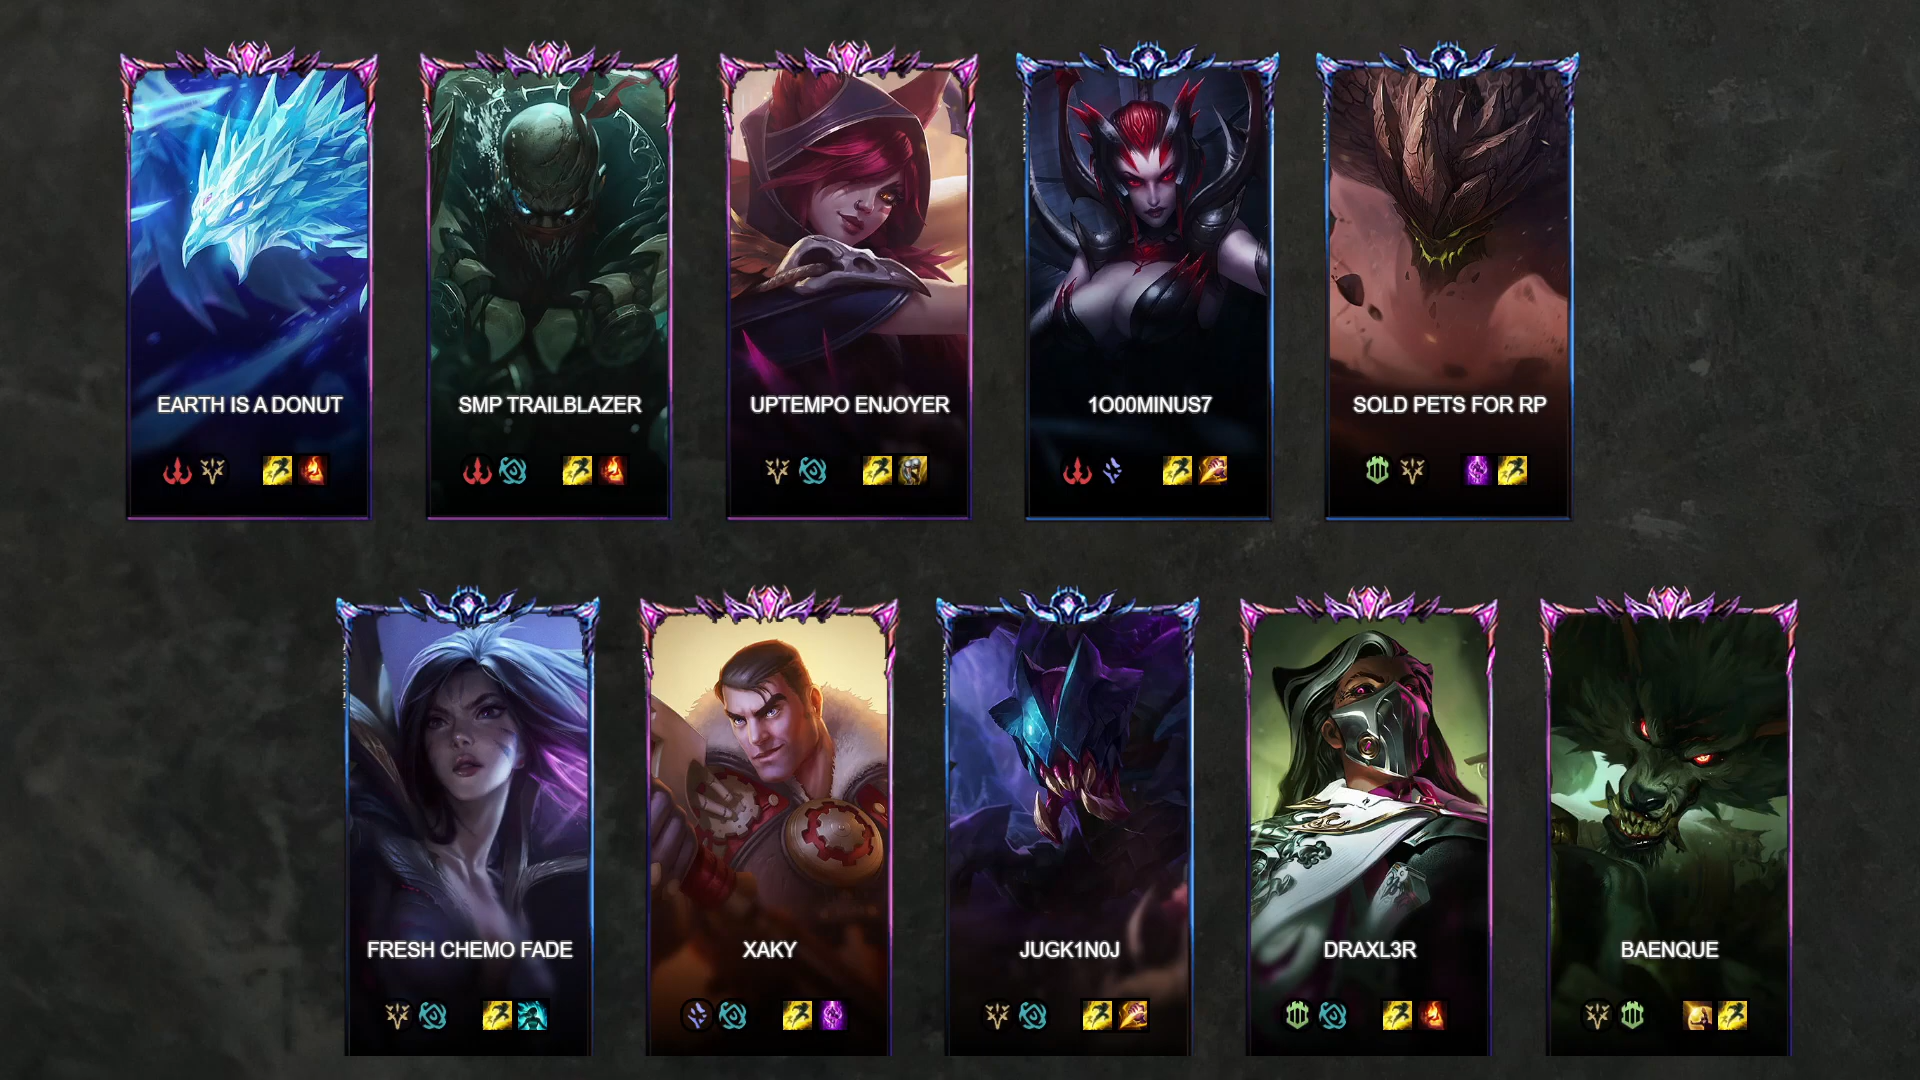 EARTH IS A DONUT
SMP TRAILBLAZER
UPTEMPO ENJOYER
1O00MINUS7
SOLD PETS FOR RP
FRESH CHEMO FADE
XAKY
JUGK1N0J
DRAXL3R
BAENQUE